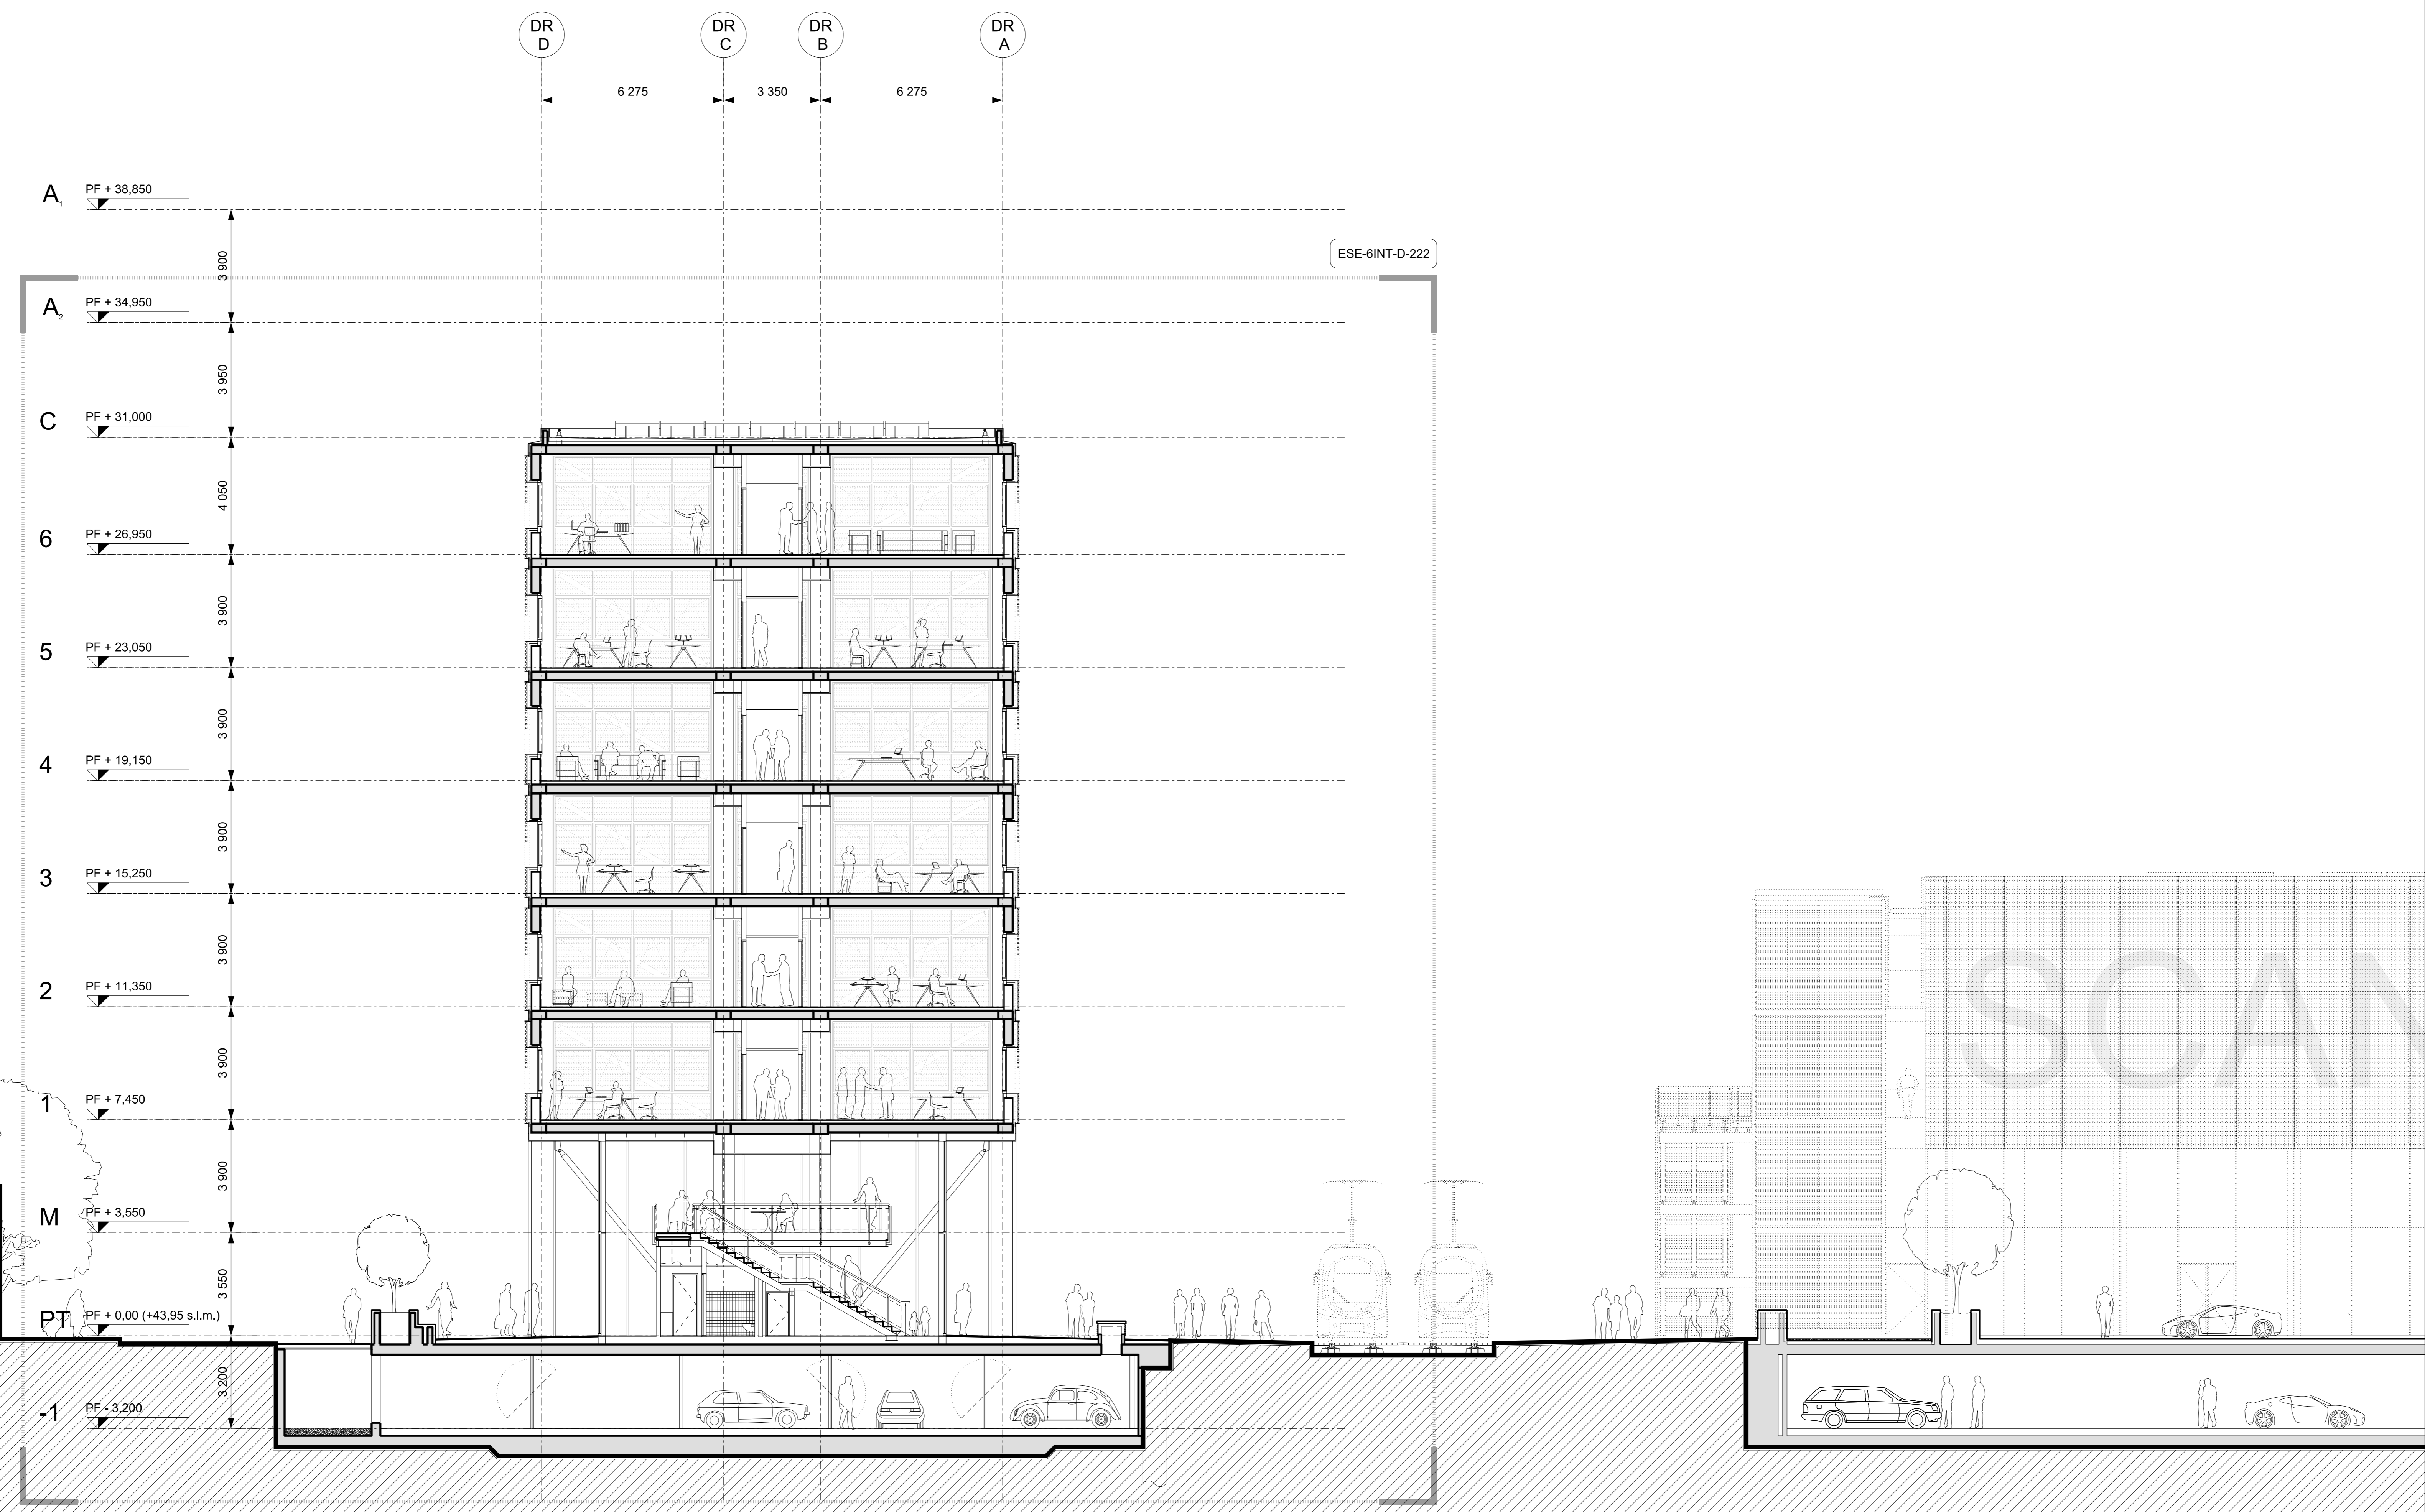 DR DR DR DR
D C B A
6 275 3 350 6 275
A₁ PF + 38,850
3 900
ESE-6INT-D-222
A₂ PF + 34,950
3 950
C PF + 31,000
4 050
6 PF + 26,950
3 900
5 PF + 23,050
3 900
4 PF + 19,150
3 900
3 PF + 15,250
3 900
2 PF + 11,350
SCAN
3 900
1 PF + 7,450
3 900
M PF + 3,550
3 550
PT PF + 0,00 (+43,95 s.l.m.)
3 200
-1 PF - 3,200